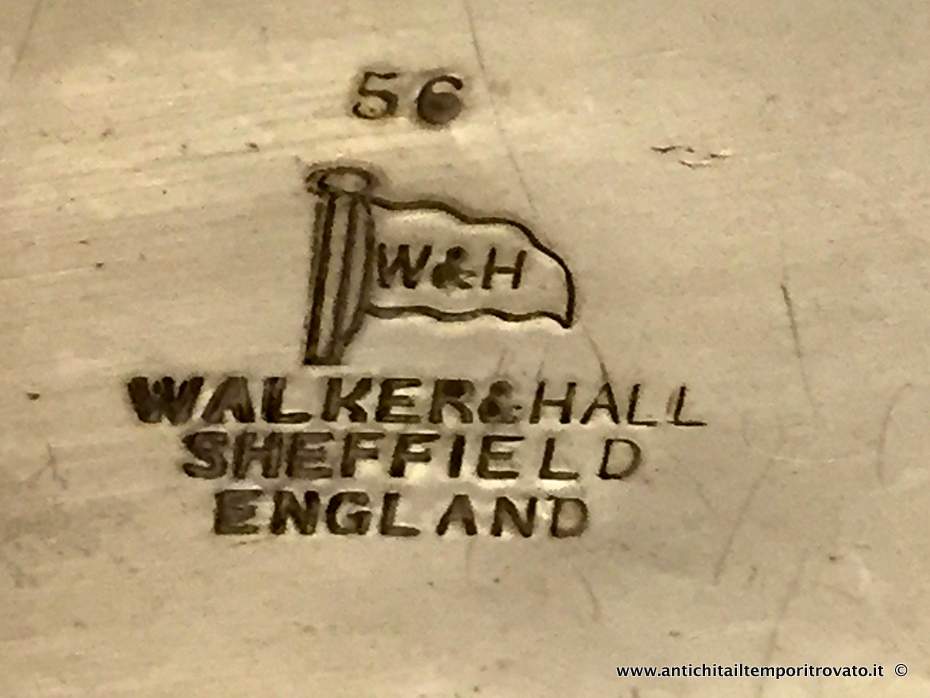 56
W&H
WALKER&HALL
SHEFFIELD
ENGLAND
www.antichitailtemporitrovato.it ©